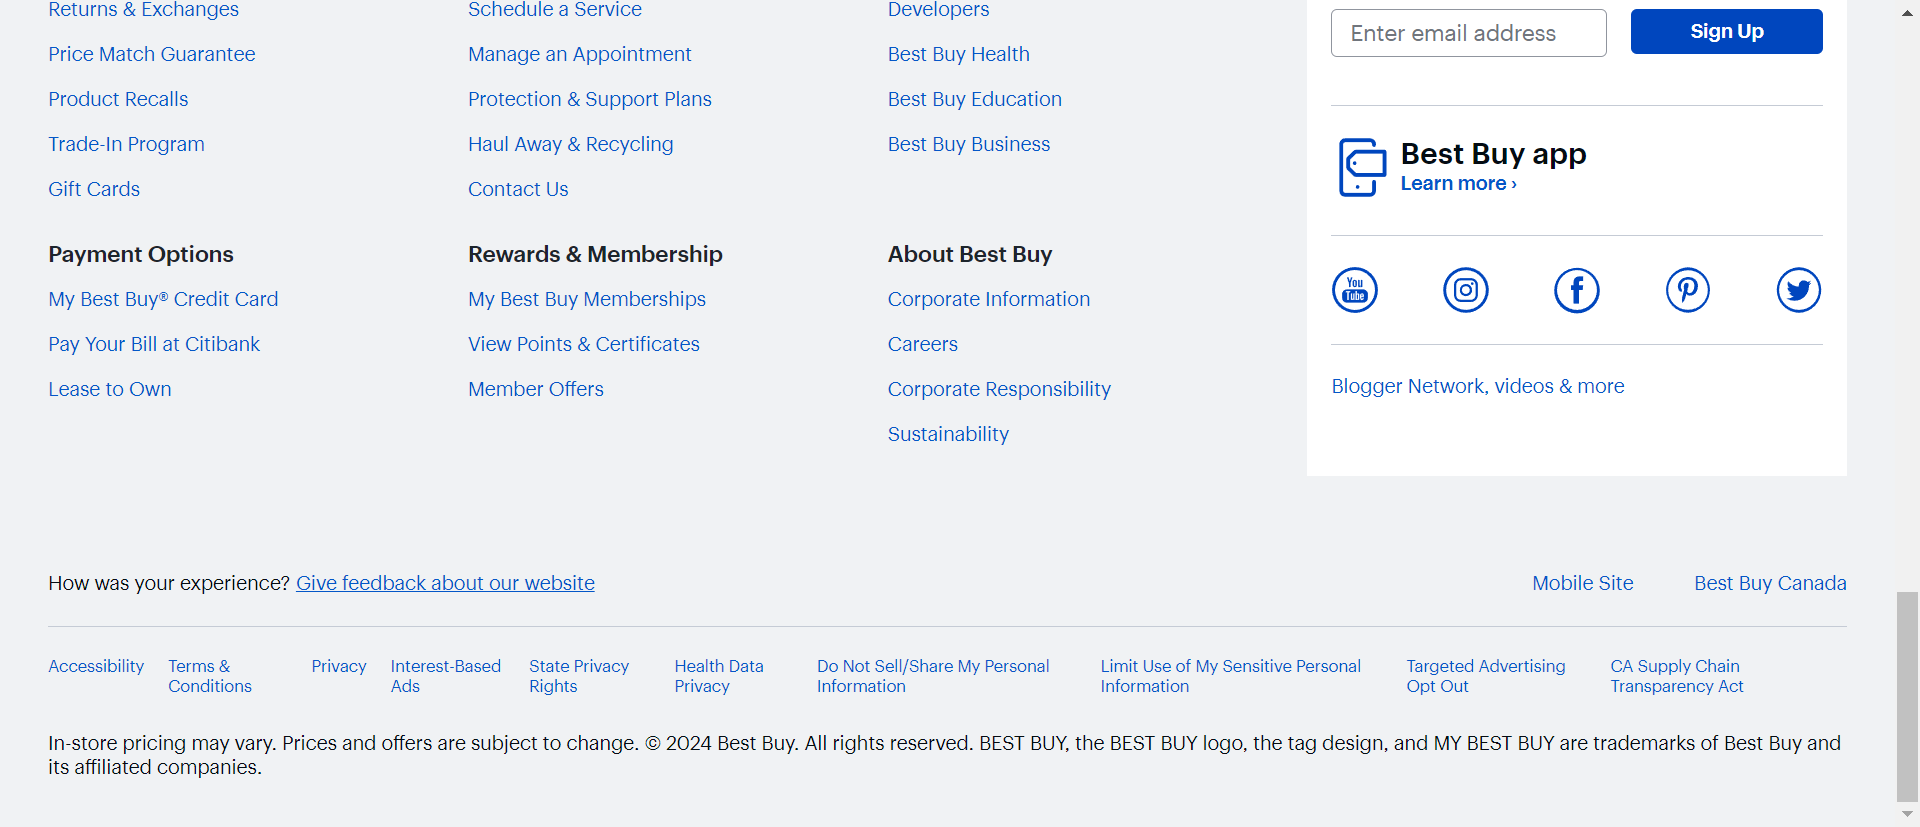 Returns & Exchanges
Price Match Guarantee
Product Recalls
Trade-In Program
Gift Cards
Schedule a Service
Manage an Appointment
Protection & Support Plans
Haul Away & Recycling
Contact Us
Developers
Best Buy Health
Best Buy Education
Best Buy Business
Payment Options
My Best Buy® Credit Card
Pay Your Bill at Citibank
Lease to Own
Rewards & Membership
My Best Buy Memberships
View Points & Certificates
Member Offers
About Best Buy
Corporate Information
Careers
Corporate Responsibility
Sustainability
Enter email address
Sign Up
Best Buy app
Learn more ›
You
Tube
Blogger Network, videos & more
How was your experience? Give feedback about our website
Mobile Site
Best Buy Canada
Accessibility
Terms &
Conditions
Privacy
Interest-Based
Ads
State Privacy
Rights
Health Data
Privacy
Do Not Sell/Share My Personal
Information
Limit Use of My Sensitive Personal
Information
Targeted Advertising
Opt Out
CA Supply Chain
Transparency Act
In-store pricing may vary. Prices and offers are subject to change. © 2024 Best Buy. All rights reserved. BEST BUY, the BEST BUY logo, the tag design, and MY BEST BUY are trademarks of Best Buy and
its affiliated companies.